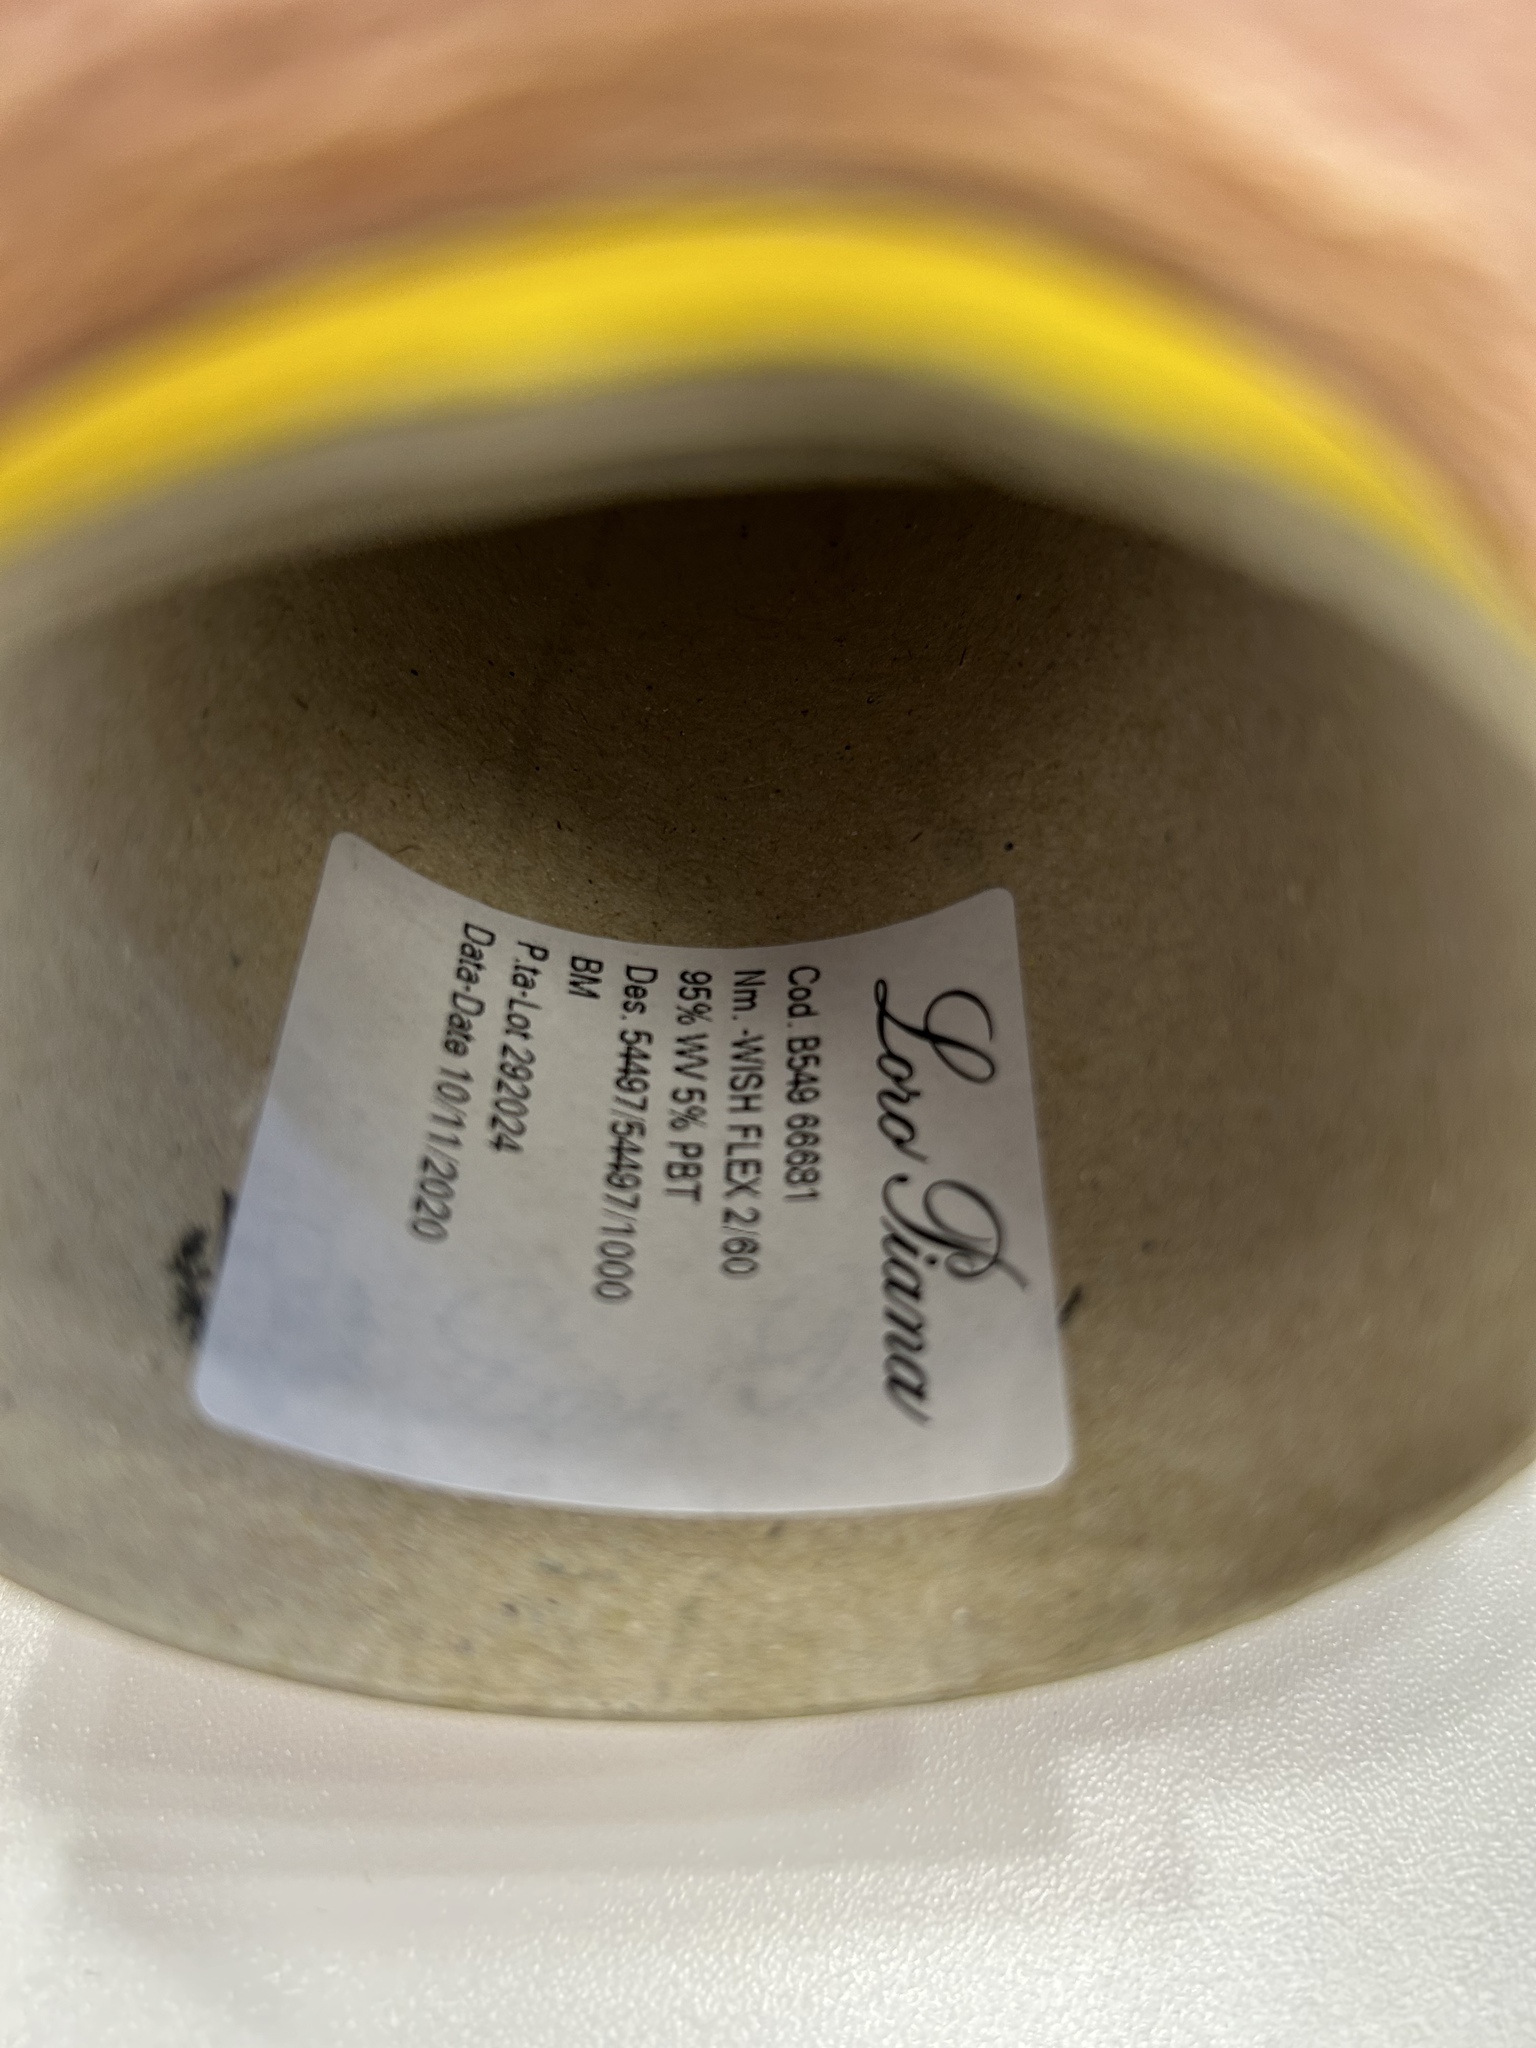 Loro Piana
Cod. B549 66681
Nm.-WISH FLEX 2/60
95% WV 5% PBT
Des. 54497/54497/1000
BM
P.ta-Lot 292024
Data-Date 10/11/2020